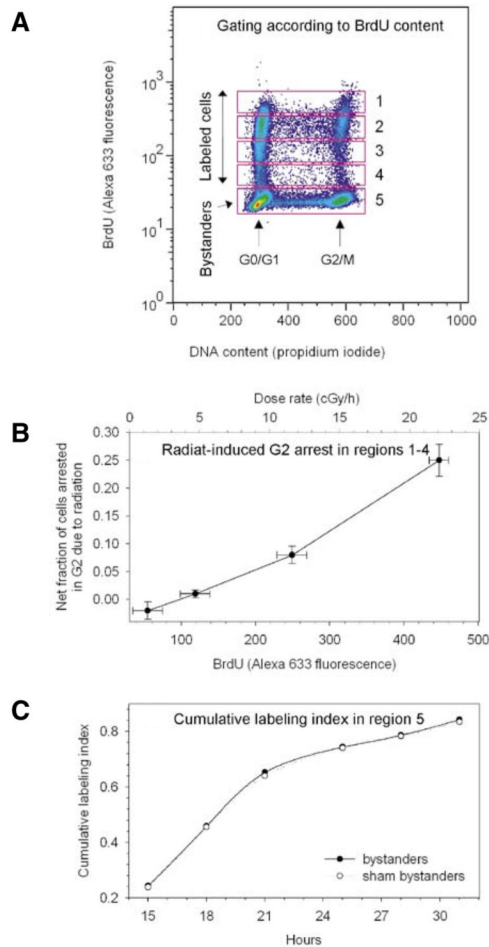 A
Gating according to BrdU content
BrdU (Alexa 633 fluorescence)
10³
10²
10¹
10⁰
Labeled cells
Bystanders
1
2
3
4
5
G0/G1
G2/M
0
200
400
600
800
1000
DNA content (propidium iodide)
B
Dose rate (cGy/h)
0
5
10
15
20
25
Radiat-induced G2 arrest in regions 1-4
Net fraction of cells arrested
in G2 due to radiation
0.30
0.25
0.20
0.15
0.10
0.05
0.00
100
200
300
400
500
BrdU (Alexa 633 fluorescence)
C
Cumulative labeling index in region 5
Cumulative labeling index
0.8
0.6
0.4
0.2
bystanders
sham bystanders
15
18
21
24
27
30
Hours